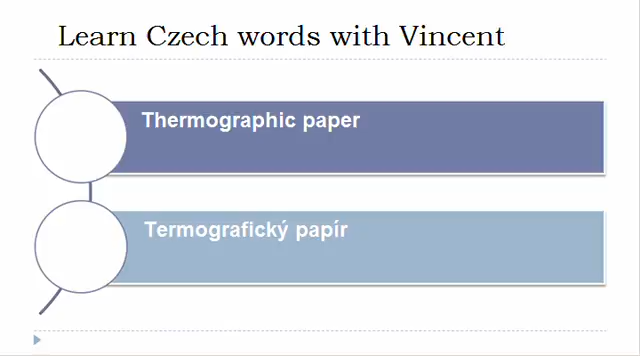 Learn Czech words with Vincent
Thermographic paper
Termografický papír